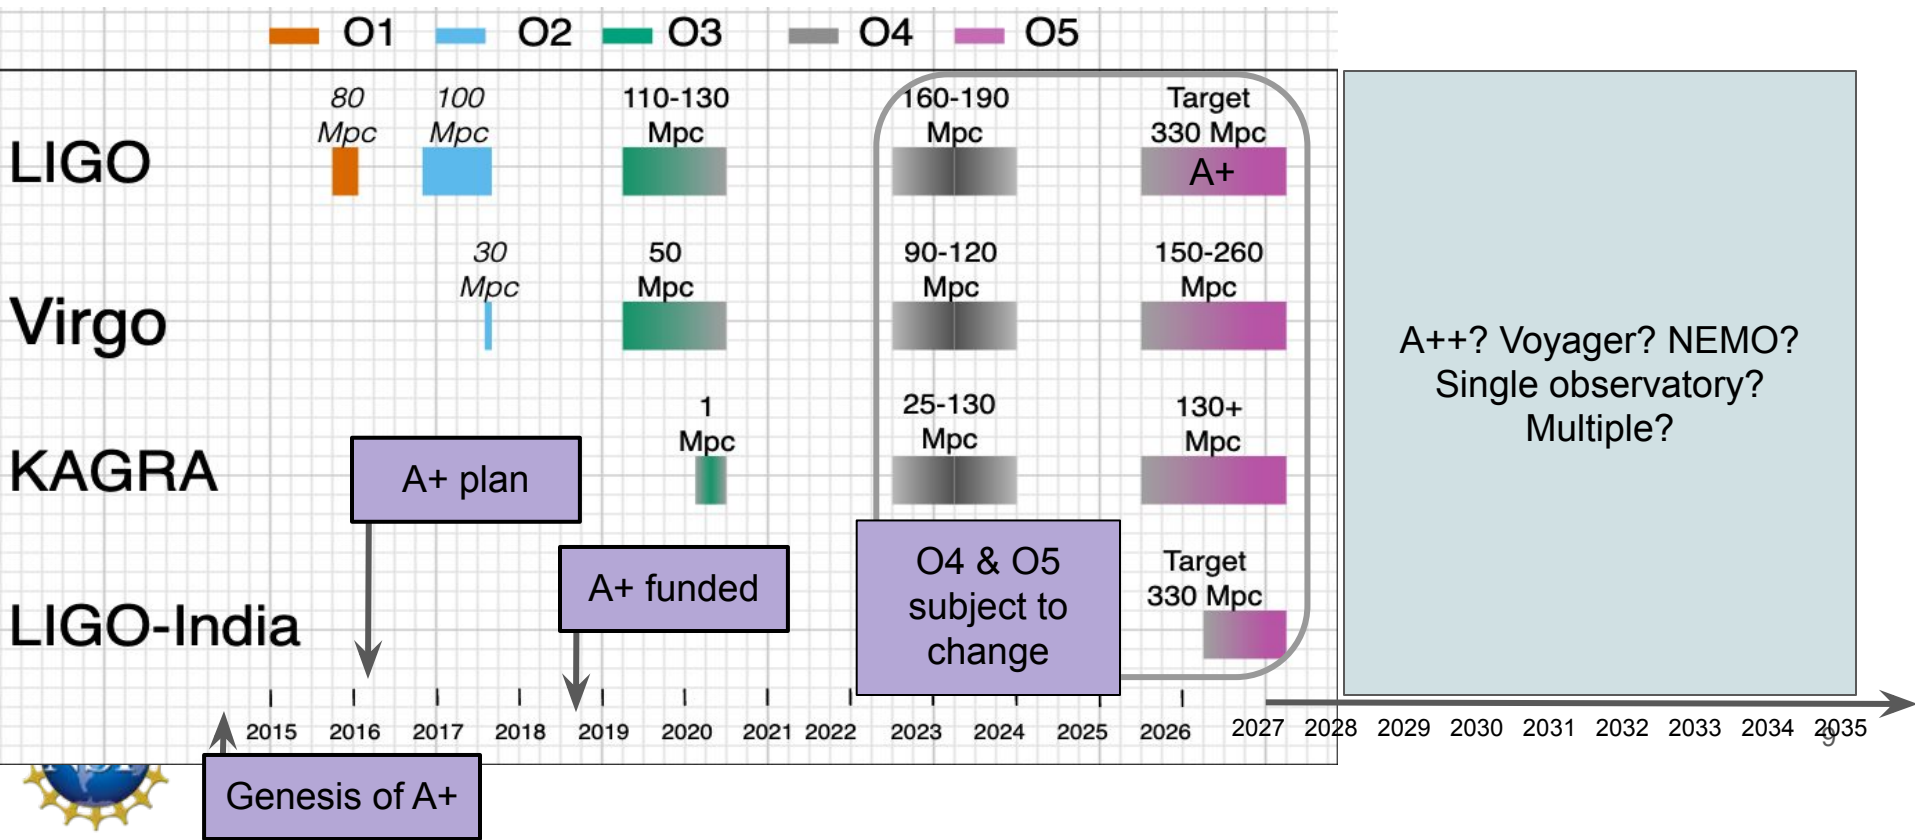 O1 O2 O3 O4 O5
LIGO
80
Mpc
100
Mpc
110-130
Mpc
160-190
Mpc
Target
330 Mpc
A+
Virgo
30
Mpc
50
Mpc
90-120
Mpc
150-260
Mpc
KAGRA
1
Mpc
25-130
Mpc
130+
Mpc
LIGO-India
Target
330 Mpc
A+ plan
A+ funded
O4 & O5
subject to
change
A++? Voyager? NEMO?
Single observatory?
Multiple?
2015 2016 2017 2018 2019 2020 2021 2022 2023 2024 2025 2026 2027 2028 2029 2030 2031 2032 2033 2034 2035
9
Genesis of A+